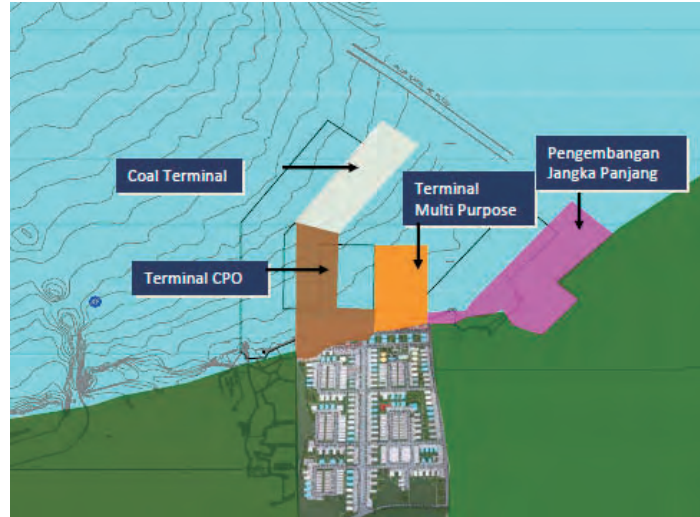 Coal Terminal
Terminal
Multi Purpose
Pengembangan
Jangka Panjang
Terminal CPO